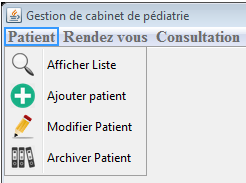 Gestion de cabinet de pédiatrie
Patient Rendez vous Consultation
Afficher Liste
Ajouter patient
Modifier Patient
Archiver Patient